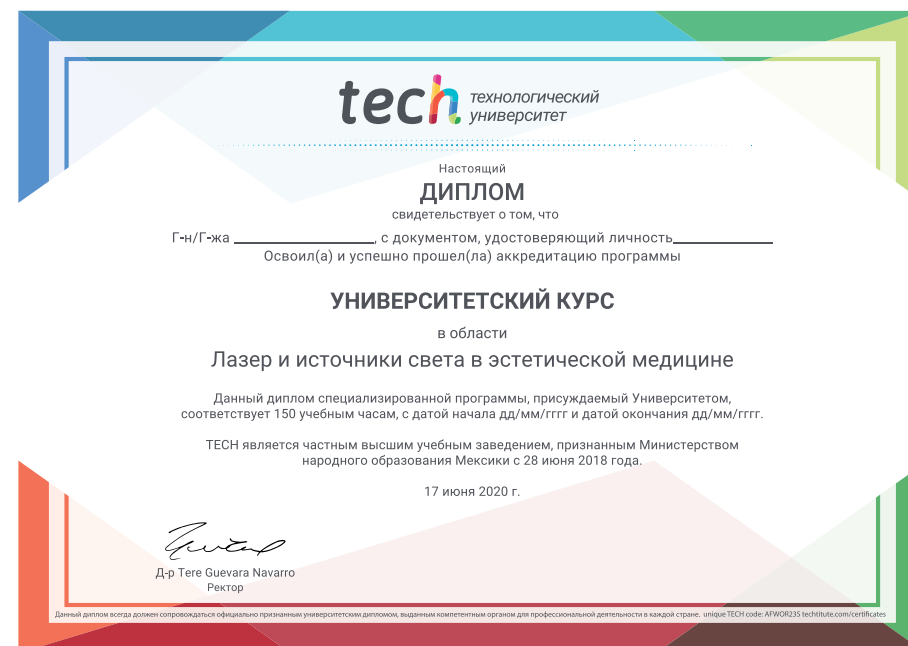 tech технологический
университет
Настоящий
ДИПЛОМ
свидетельствует о том, что
Г-н/Г-жа ______________, с документом, удостоверяющий личность__________
Освоил(а) и успешно прошел(ла) аккредитацию программы
УНИВЕРСИТЕТСКИЙ КУРС
в области
Лазер и источники света в эстетической медицине
Данный диплом специализированной программы, присуждаемый Университетом,
соответствует 150 учебным часам, с датой начала дд/мм/гггг и датой окончания дд/мм/гггг.
TECH является частным высшим учебным заведением, признанным Министерством
народного образования Мексики с 28 июня 2018 года.
17 июня 2020 г.
Д-р Tere Guevara Navarro
Ректор
Данный диплом всегда должен сопровождаться официально признанным университетским дипломом, выданным компетентным органом для профессиональной деятельности в каждой стране. unique TECH code: AFWOR23S techtitute.com/certificates